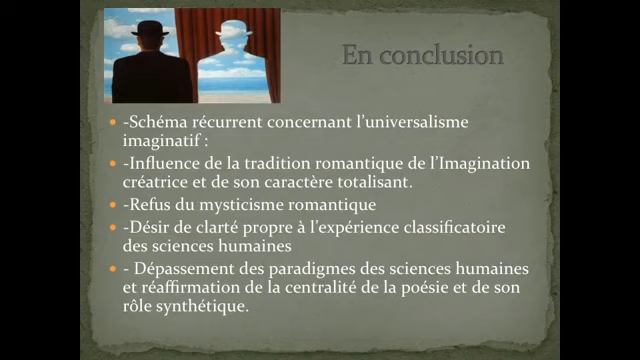 En conclusion
-Schéma récurrent concernant l'universalisme
imaginatif :
-Influence de la tradition romantique de l'Imagination
créatrice et de son caractère totalisant.
-Refus du mysticisme romantique
-Désir de clarté propre à l'expérience classificatoire
des sciences humaines
- Dépassement des paradigmes des sciences humaines
et réaffirmation de la centralité de la poésie et de son
rôle synthétique.